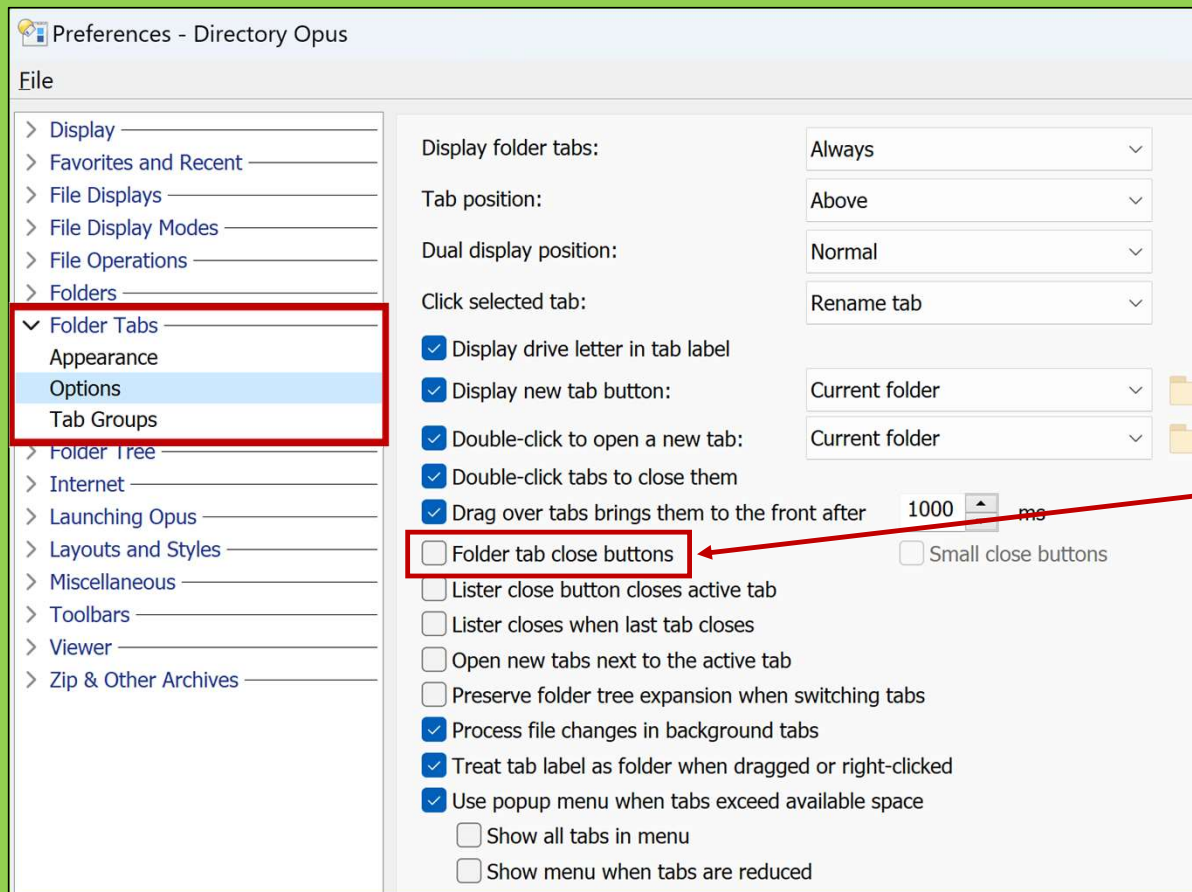 Preferences - Directory Opus
File
Display
Favorites and Recent
File Displays
File Display Modes
File Operations
Folders
Folder Tabs
Appearance
Options
Tab Groups
Folder Tree
Internet
Launching Opus
Layouts and Styles
Miscellaneous
Toolbars
Viewer
Zip & Other Archives
Display folder tabs: Always
Tab position: Above
Dual display position: Normal
Click selected tab: Rename tab
Display drive letter in tab label
Display new tab button: Current folder
Double-click to open a new tab: Current folder
Double-click tabs to close them
Drag over tabs brings them to the front after 1000 ms
Folder tab close buttons Small close buttons
Lister close button closes active tab
Lister closes when last tab closes
Open new tabs next to the active tab
Preserve folder tree expansion when switching tabs
Process file changes in background tabs
Treat tab label as folder when dragged or right-clicked
Use popup menu when tabs exceed available space
Show all tabs in menu
Show menu when tabs are reduced